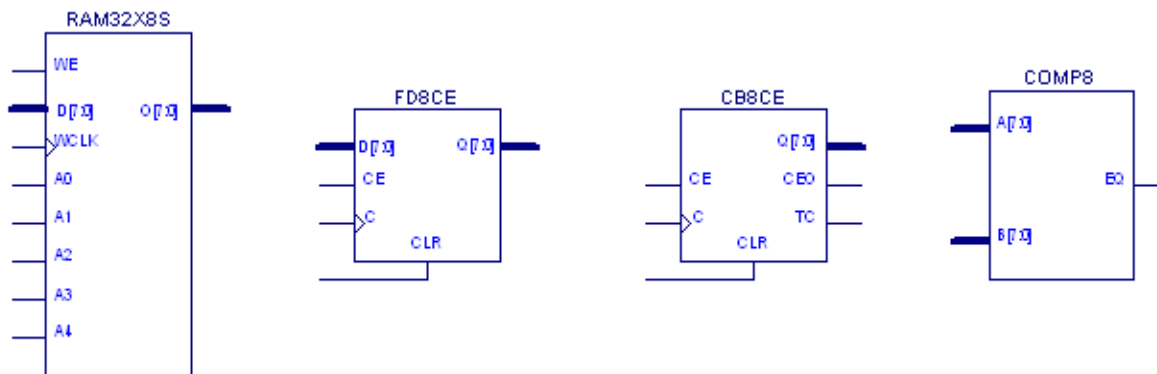 RAM32X8S
WE
D[7:0] O[7:0]
WCLK
A0
A1
A2
A3
A4
FD8CE
D[7:0] Q[7:0]
CE
C
CLR
CB8CE
Q[7:0]
CE CEO
C TC
CLR
COMP8
A[7:0]
EQ
B[7:0]